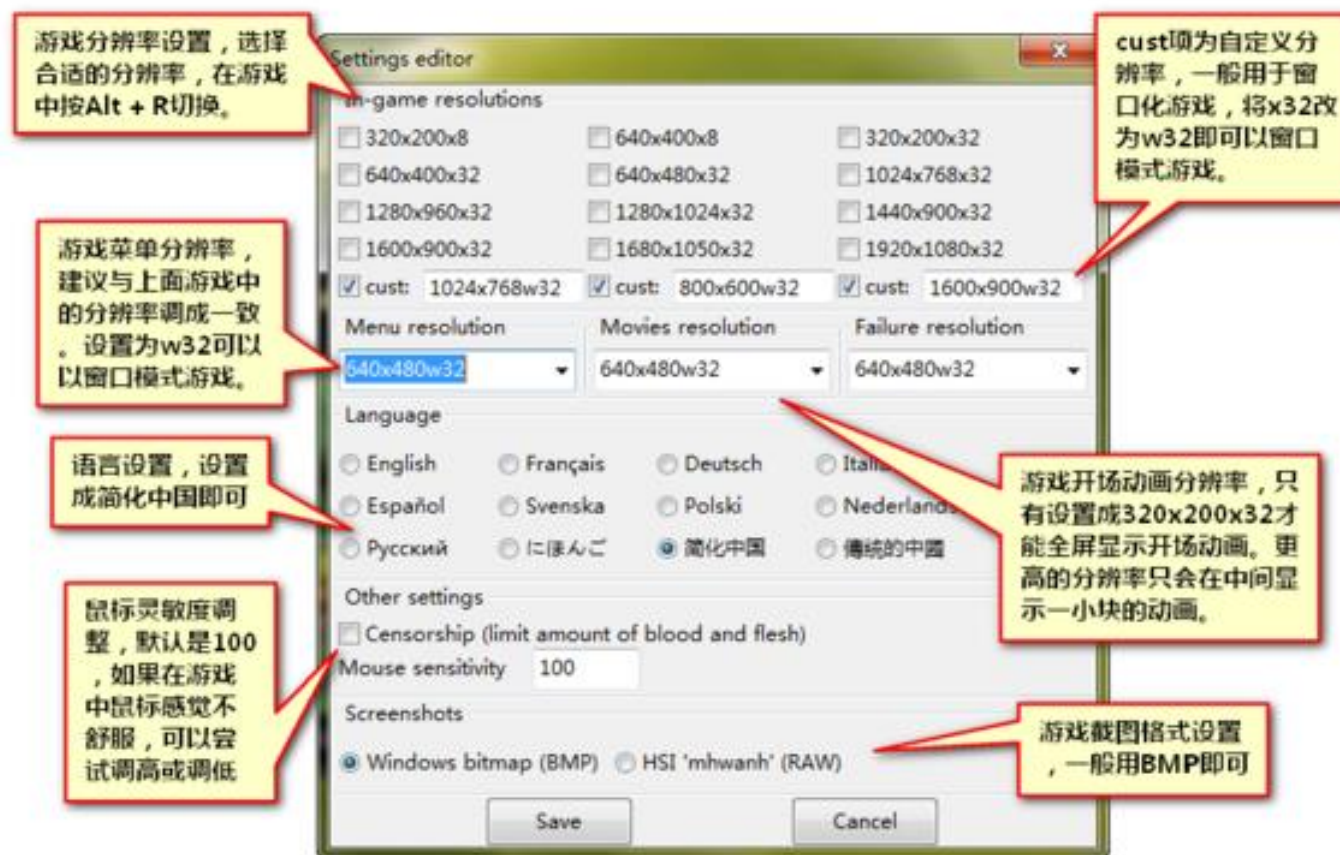 游戏分辨率设置，选择
合适的分辨率，在游戏
中按Alt + R切换。
cust项为自定义分
辨率，一般用于窗
口化游戏，将x32改
为w32即可以窗口
模式游戏。
Settings editor
In-game resolutions
320x200x8 640x400x8 320x200x32
640x400x32 640x480x32 1024x768x32
1280x960x32 1280x1024x32 1440x900x32
1600x900x32 1680x1050x32 1920x1080x32
cust: 1024x768w32 cust: 800x600w32 cust: 1600x900w32
游戏菜单分辨率，
建议与上面游戏中
的分辨率调成一致
。设置为w32可以
以窗口模式游戏。
Menu resolution Movies resolution Failure resolution
640x480w32 640x480w32 640x480w32
Language
English Français Deutsch
Español Svenska Polski Nederlands
Русский にほんご 简化中国 傳統的中國
语言设置，设置
成简化中国即可
游戏开场动画分辨率，只
有设置成320x200x32才
能全屏显示开场动画。更
高的分辨率只会在中间显
示一小块的动画。
Other settings
Censorship (limit amount of blood and flesh)
Mouse sensitivity 100
鼠标灵敏度调
整，默认是100
，如果在游戏
中鼠标感觉不
舒服，可以尝
试调高或调低
Screenshots
Windows bitmap (BMP) HSI 'mhwanh' (RAW)
游戏截图格式设置
，一般用BMP即可
Save Cancel